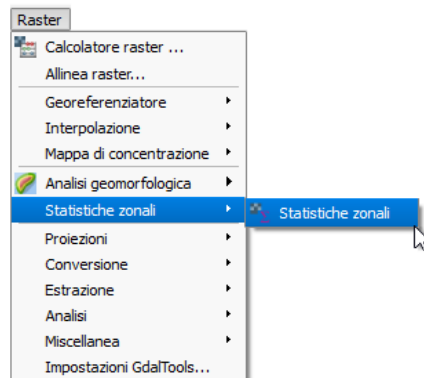 Raster
Calcolatore raster ...
Allinea raster...
Georeferenziatore
Interpolazione
Mappa di concentrazione
Analisi geomorfologica
Statistiche zonali
Statistiche zonali
Proiezioni
Conversione
Estrazione
Analisi
Miscellanea
Impostazioni GdalTools...